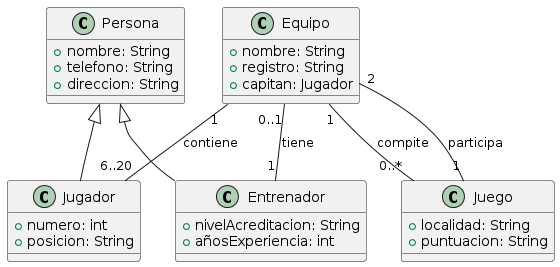 C Persona
nombre: String
telefono: String
direccion: String
C Equipo
nombre: String
registro: String
capitan: Jugador
1
0..1
1
2
contiene
tiene
compite
participa
6..20
1
0..*
1
C Jugador
numero: int
posicion: String
C Entrenador
nivelAcreditacion: String
añosExperiencia: int
C Juego
localidad: String
puntuacion: String